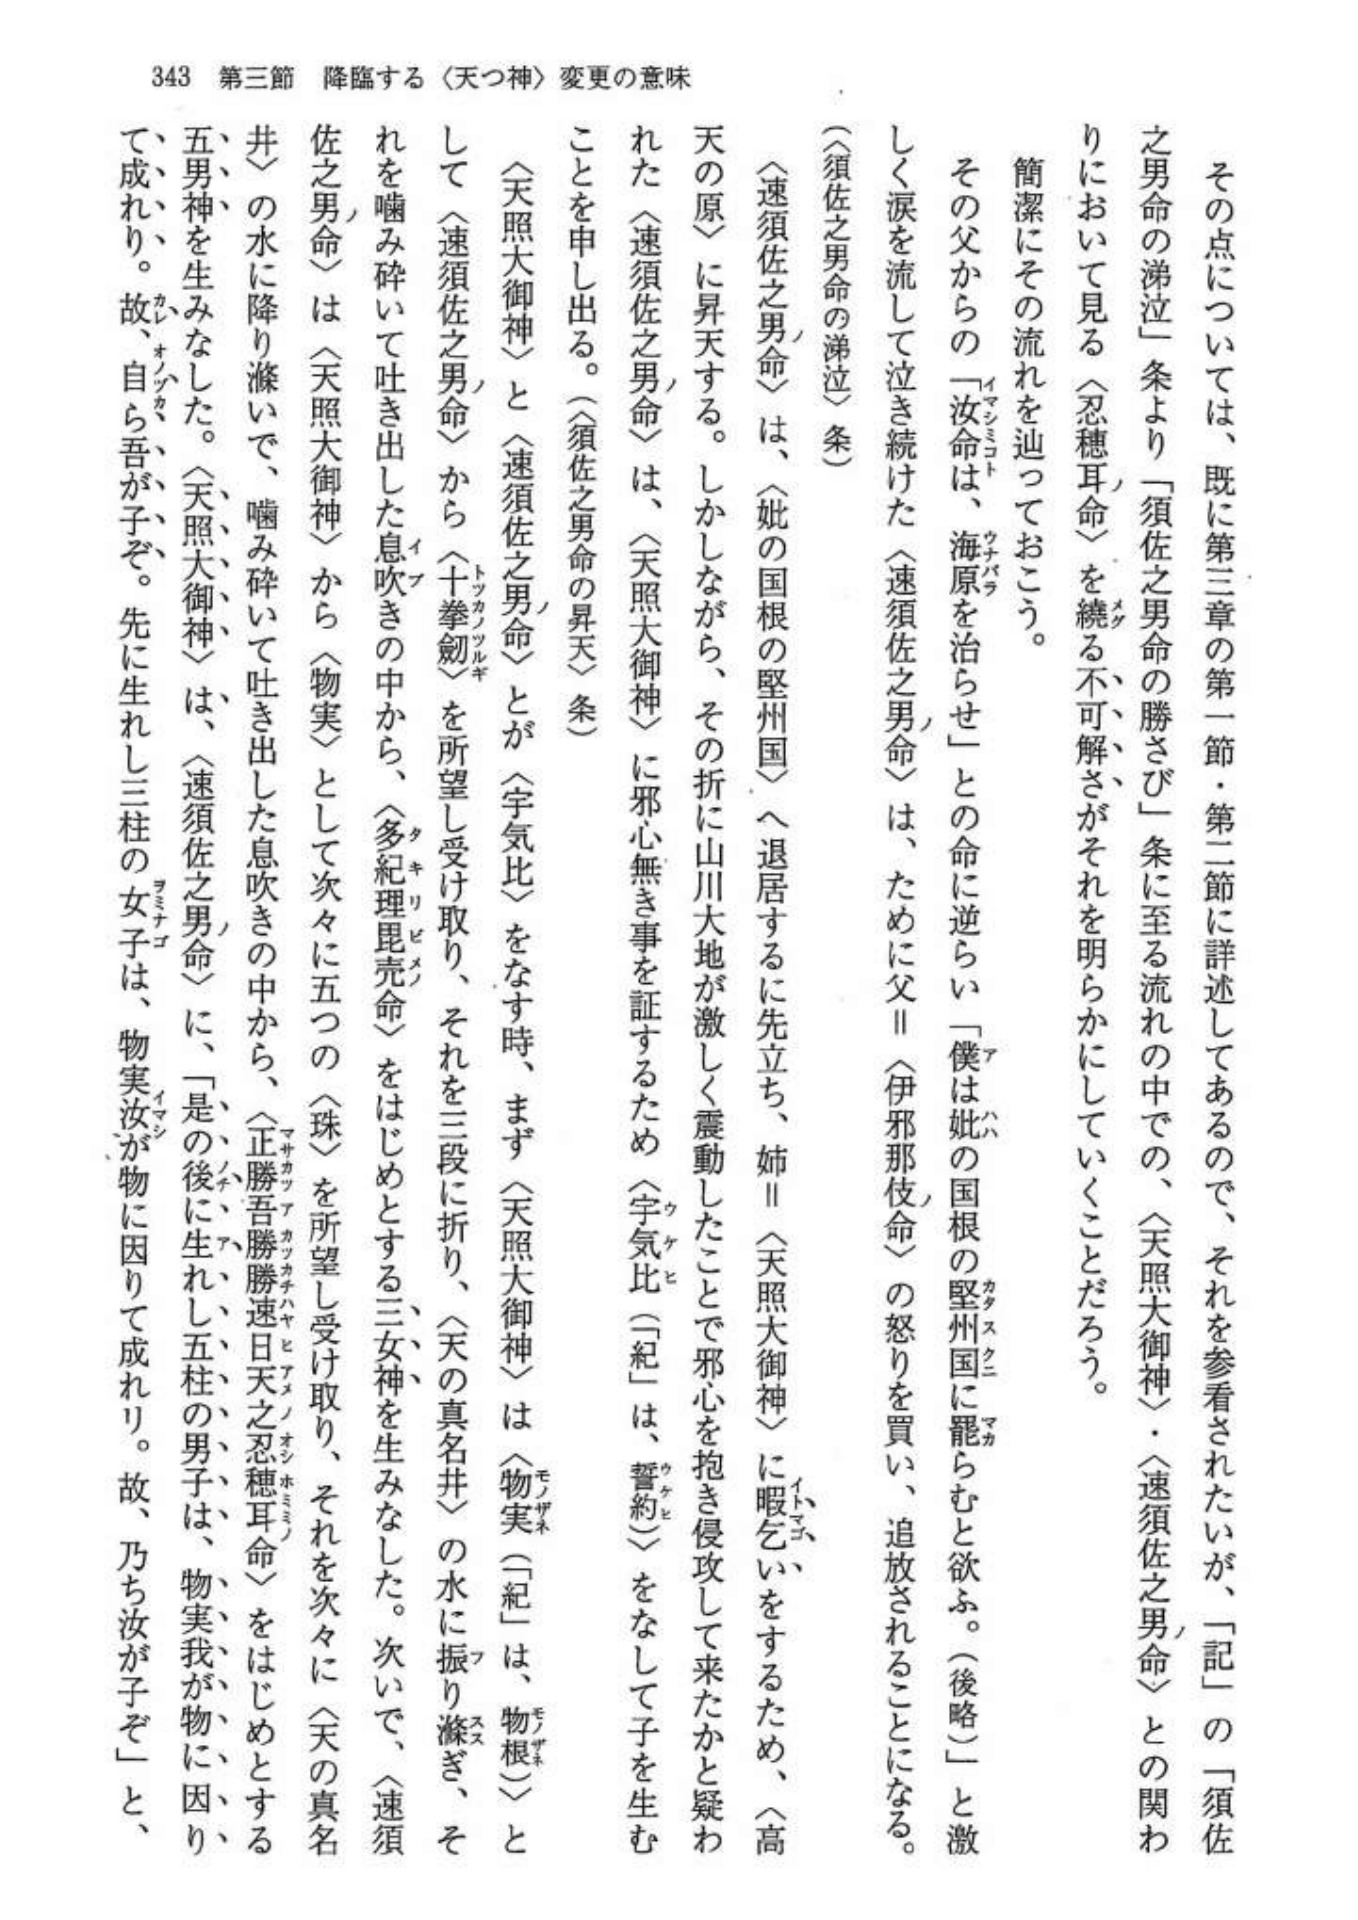 343 第三節 降臨する〈天つ神〉変更の意味
その点については、既に第三章の第一節・第二節に詳述してあるので、それを参看されたいが、「記」の「須佐
之男命の涕泣」条より「須佐之男命の勝さび」条に至る流れの中での、〈天照大御神〉・〈速須佐之男ノ命〉との関わ
りにおいて見る〈忍穂耳ノ命〉を繞る不可解さがそれを明らかにしていくことだろう。
簡潔にその流れを辿っておこう。
その父からの「汝命は、海原を治らせ」との命に逆らい「僕は妣の国根の堅州国に罷らむと欲ふ。(後略)」と激
しく涙を流して泣き続けた〈速須佐之男ノ命〉は、ために父＝〈伊邪那伎ノ命〉の怒りを買い、追放されることになる。
(〈須佐之男命の涕泣〉条)
〈速須佐之男ノ命〉は、〈妣の国根の堅州国〉へ退居するに先立ち、姉＝〈天照大御神〉に暇乞いをするため、〈高
天の原〉に昇天する。しかしながら、その折に山川大地が激しく震動したことで邪心を抱き侵攻して来たかと疑わ
れた〈速須佐之男ノ命〉は、〈天照大御神〉に邪心無き事を証するため〈宇気比(「紀」は、誓約)〉をなして子を生む
ことを申し出る。(〈須佐之男命の昇天〉条)
〈天照大御神〉と〈速須佐之男ノ命〉とが〈宇気比〉をなす時、まず〈天照大御神〉は〈物実(「紀」は、物根)〉と
して〈速須佐之男ノ命〉から〈十拳劔〉を所望し受け取り、それを三段に折り、〈天の真名井〉の水に振り滌ぎ、そ
れを噛み砕いて吐き出した息吹きの中から、〈多紀理毘売命〉をはじめとする三女神を生みなした。次いで、〈速須
佐之男ノ命〉は〈天照大御神〉から〈物実〉として次々に五つの〈珠〉を所望し受け取り、それを次々に〈天の真名
井〉の水に降り滌いで、噛み砕いて吐き出した息吹きの中から、〈正勝吾勝勝速日天之忍穂耳命〉をはじめとする
五男神を生みなした。〈天照大御神〉は、〈速須佐之男ノ命〉に、「是の後に生れし五柱の男子は、物実我が物に因り
て成れり。故、自ら吾が子ぞ。先に生れし三柱の女子は、物実汝が物に因りて成れリ。故、乃ち汝が子ぞ」と、